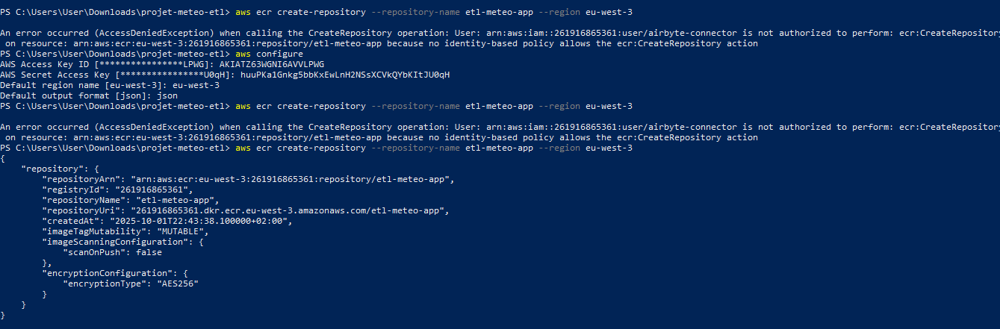 PS C:\Users\User\Downloads\projet-meteo-etl> aws ecr create-repository --repository-name etl-meteo-app --region eu-west-3
An error occurred (AccessDeniedException) when calling the CreateRepository operation: User: arn:aws:iam::261916865361:user/airbyte-connector is not authorized to perform: ecr:CreateRepository
on resource: arn:aws:ecr:eu-west-3:261916865361:repository/etl-meteo-app because no identity-based policy allows the ecr:CreateRepository action
PS C:\Users\User\Downloads\projet-meteo-etl> aws configure
AWS Access Key ID [****************LPWG]: AKIATZ63WGNI6AVVLPWG
AWS Secret Access Key [****************U0qH]: 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
Default region name [eu-west-3]: eu-west-3
Default output format [json]: json
PS C:\Users\User\Downloads\projet-meteo-etl> aws ecr create-repository --repository-name etl-meteo-app --region eu-west-3
An error occurred (AccessDeniedException) when calling the CreateRepository operation: User: arn:aws:iam::261916865361:user/airbyte-connector is not authorized to perform: ecr:CreateRepository
on resource: arn:aws:ecr:eu-west-3:261916865361:repository/etl-meteo-app because no identity-based policy allows the ecr:CreateRepository action
PS C:\Users\User\Downloads\projet-meteo-etl> aws ecr create-repository --repository-name etl-meteo-app --region eu-west-3
{
    "repository": {
        "repositoryArn": "arn:aws:ecr:eu-west-3:261916865361:repository/etl-meteo-app",
        "registryId": "261916865361",
        "repositoryName": "etl-meteo-app",
        "repositoryUri": "261916865361.dkr.ecr.eu-west-3.amazonaws.com/etl-meteo-app",
        "createdAt": "2025-10-01T22:43:38.100000+02:00",
        "imageTagMutability": "MUTABLE",
        "imageScanningConfiguration": {
            "scanOnPush": false
        },
        "encryptionConfiguration": {
            "encryptionType": "AES256"
        }
    }
}